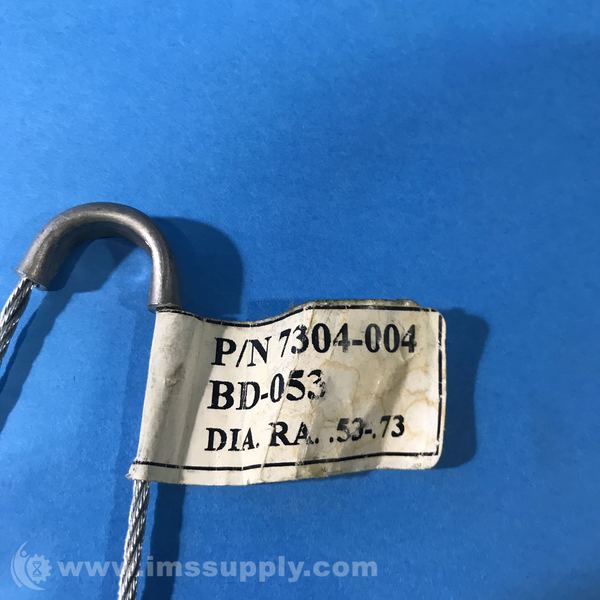 P/N 7304-004
BD-053
DIA. RA. .53-.73
www.imssupply.com